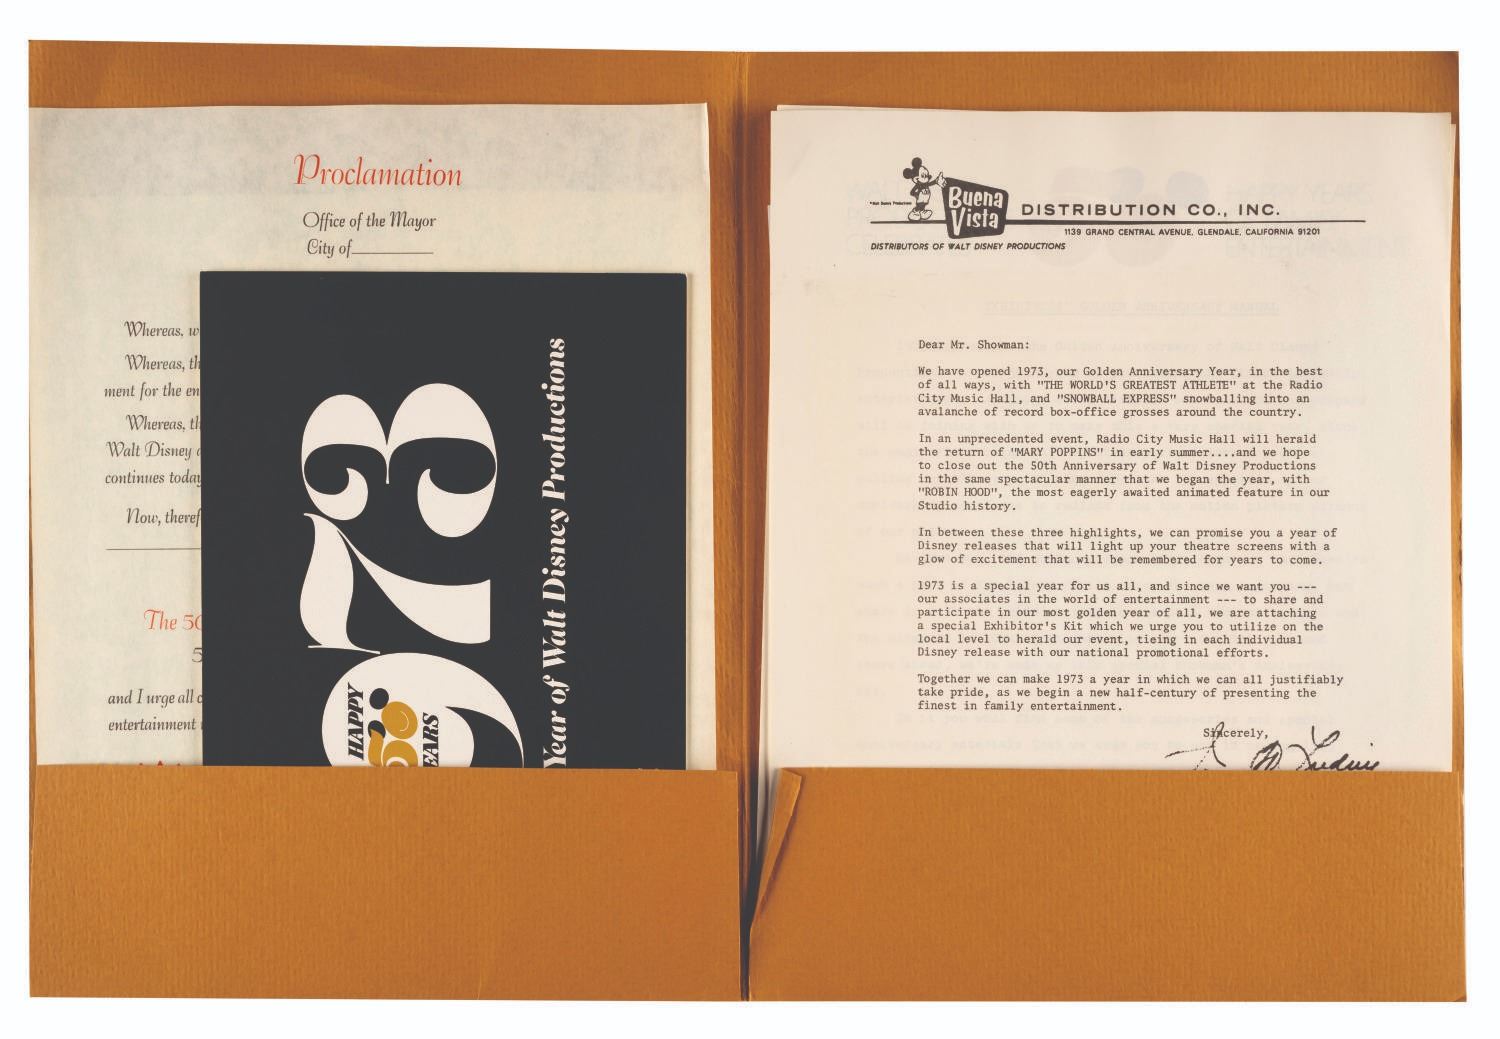 Proclamation
Office of the Mayor
City of
Whereas, w
Whereas, th
ment for the en
Whereas, th
Walt Disney
continues today
Now, theref
The 50
5
and I urge all c
entertainment
1973
HAPPY
50
YEARS
Year of Walt Disney Productions
Walt Disney Productions
Buena
Vista
DISTRIBUTION CO., INC.
1139 GRAND CENTRAL AVENUE, GLENDALE, CALIFORNIA 91201
DISTRIBUTORS OF WALT DISNEY PRODUCTIONS
Dear Mr. Showman:
We have opened 1973, our Golden Anniversary Year, in the best
of all ways, with "THE WORLD'S GREATEST ATHLETE" at the Radio
City Music Hall, and "SNOWBALL EXPRESS" snowballing into an
avalanche of record box-office grosses around the country.
In an unprecedented event, Radio City Music Hall will herald
the return of "MARY POPPINS" in early summer....and we hope
to close out the 50th Anniversary of Walt Disney Productions
in the same spectacular manner that we began the year, with
"ROBIN HOOD", the most eagerly awaited animated feature in our
Studio history.
In between these three highlights, we can promise you a year of
Disney releases that will light up your theatre screens with a
glow of excitement that will be remembered for years to come.
1973 is a special year for us all, and since we want you ---
our associates in the world of entertainment --- to share and
participate in our most golden year of all, we are attaching
a special Exhibitor's Kit which we urge you to utilize on the
local level to herald our event, tieing in each individual
Disney release with our national promotional efforts.
Together we can make 1973 a year in which we can all justifiably
take pride, as we begin a new half-century of presenting the
finest in family entertainment.
Sincerely,